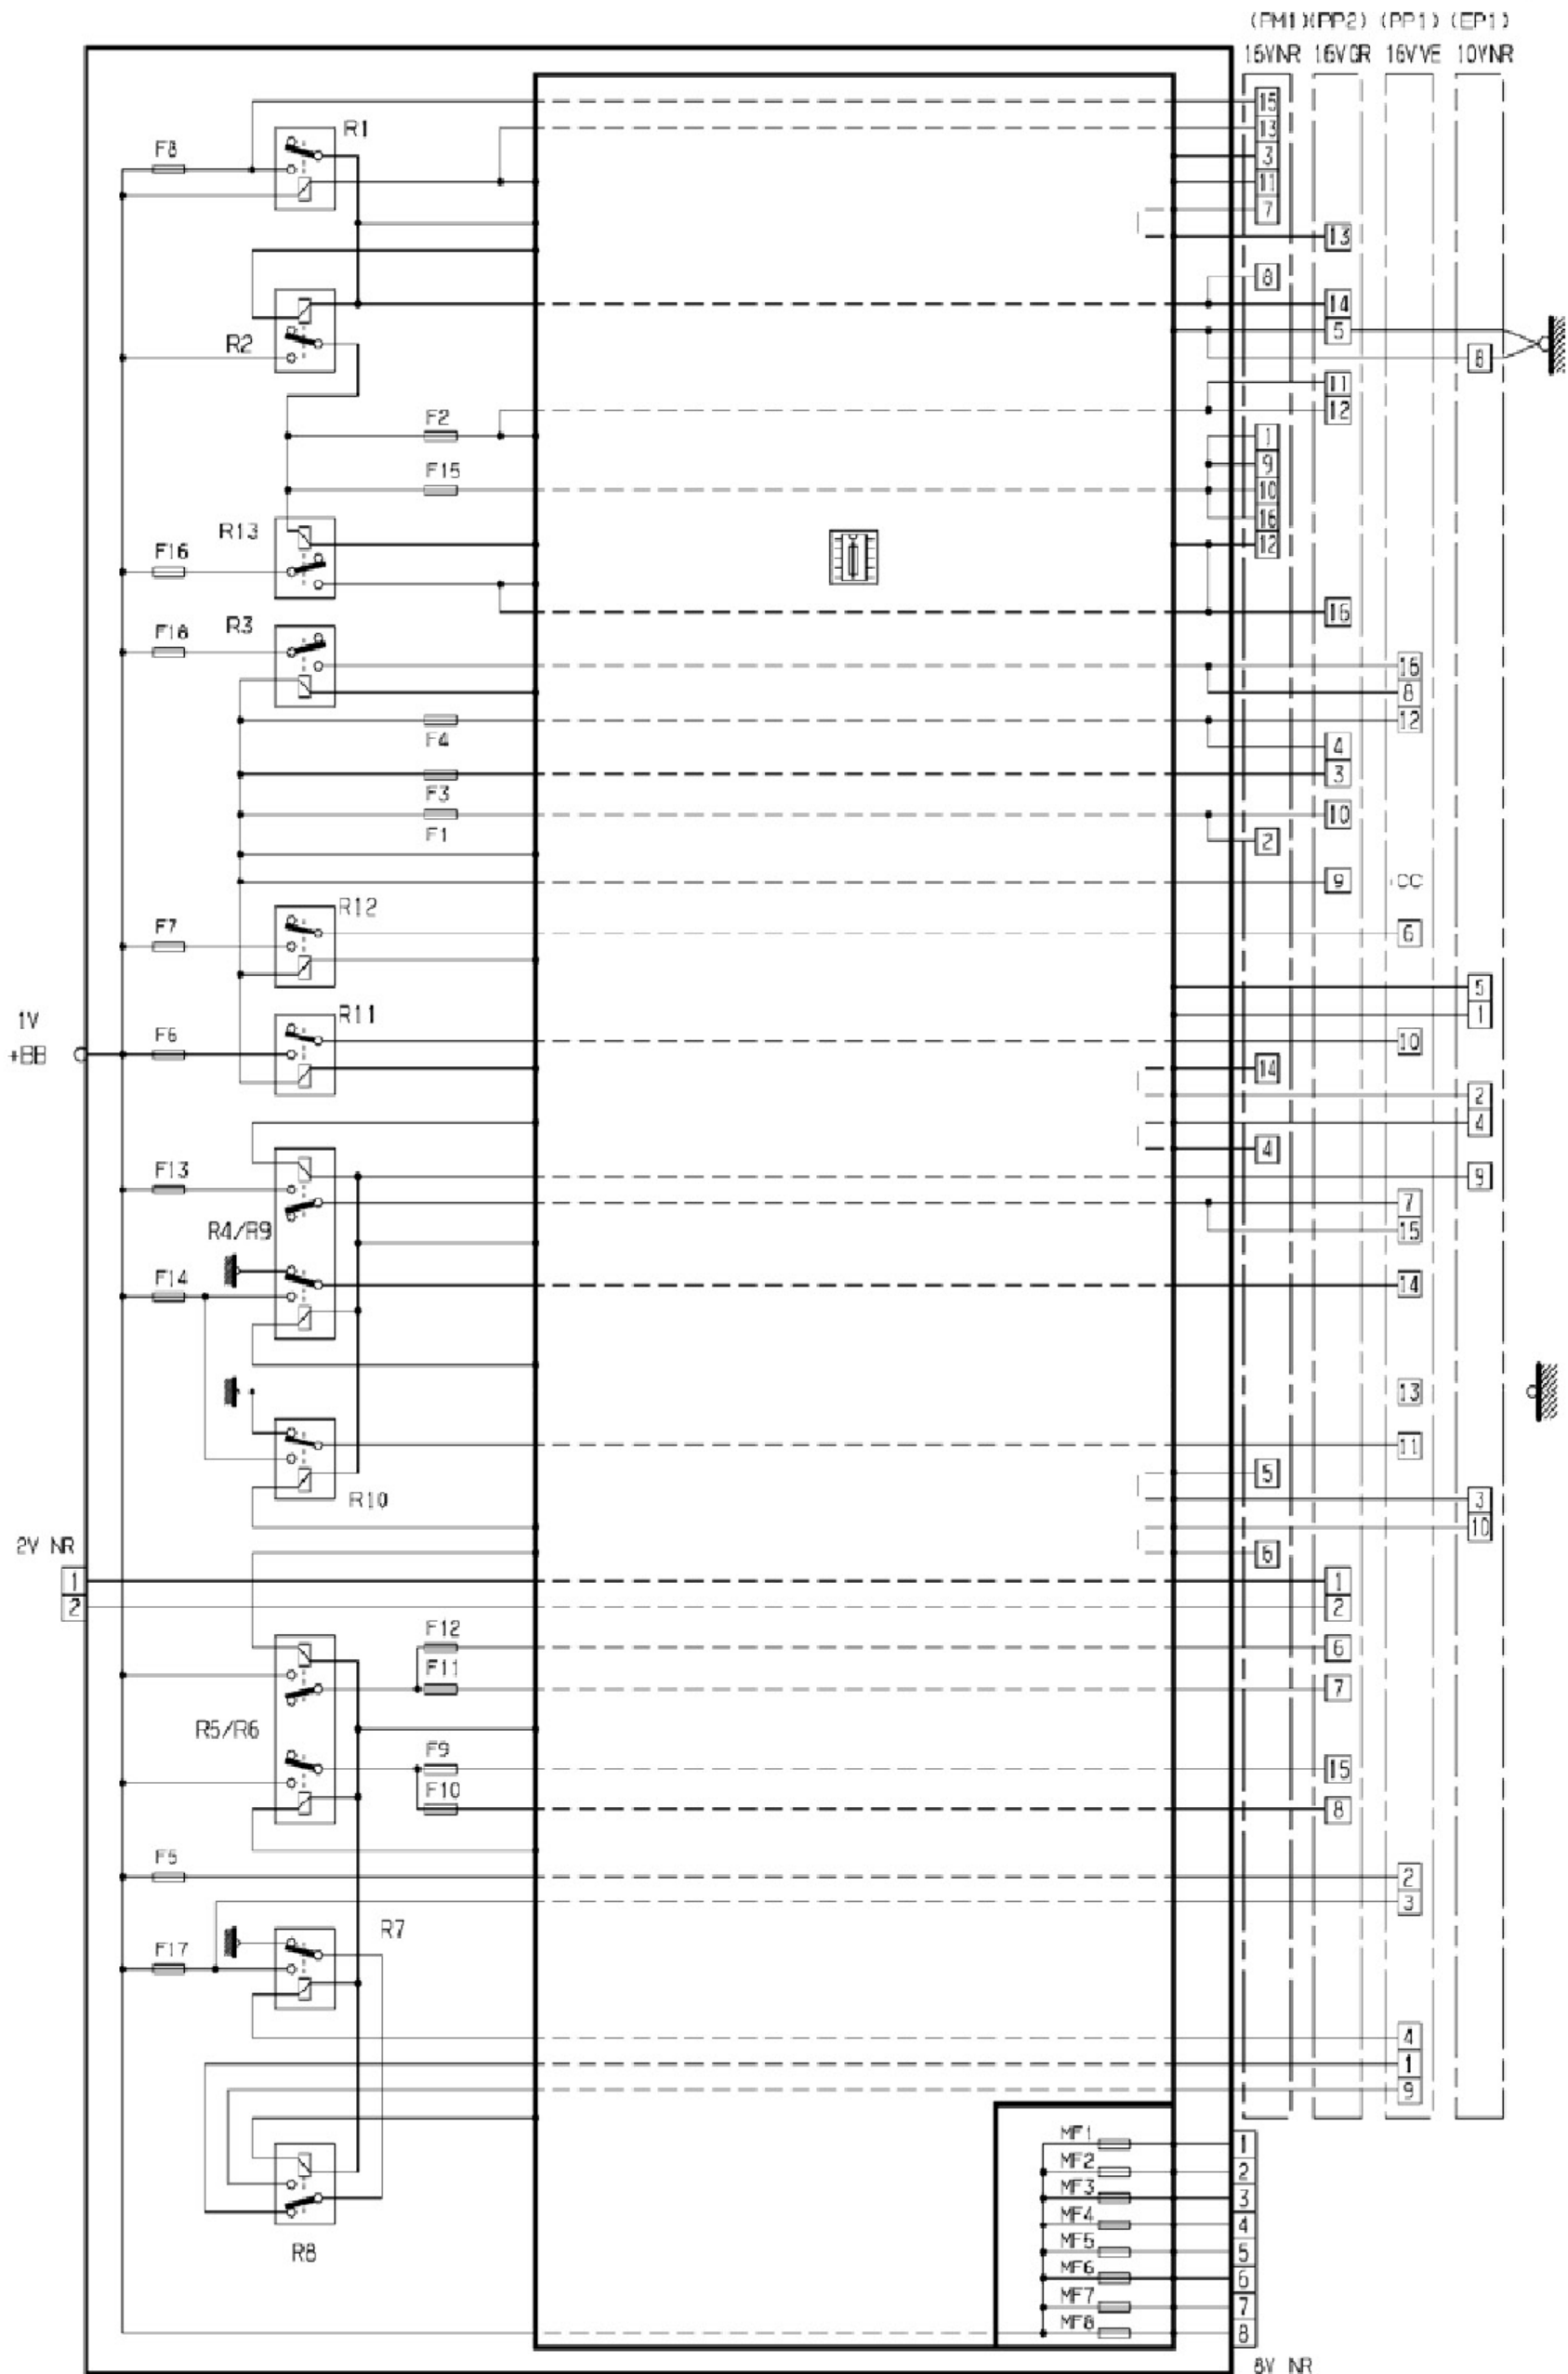 (PM1)(PP2) (PP1) (EP1)
16VNR 16VGR 16VVE 10VNR
15
R1
13
F8
3
11
7
13
8
14
R2
5
8
11
F2
12
1
F15
9
10
R13
16
F16
12
16
F18
R3
16
8
12
F4
4
3
F3
10
F1
2
9
CC
R12
F7
6
5
R11
1V
1
F6
10
+BB
14
2
4
4
F13
9
7
R4/R9
15
F14
14
13
11
5
R10
3
10
2V NR
6
1
1
2
2
F12
6
F11
7
R5/R6
F9
15
F10
8
F5
2
3
R7
F17
4
1
9
MF1
1
MF2
2
MF3
3
MF4
4
MF5
5
R8
MF6
6
MF7
7
MF8
8
8V NR